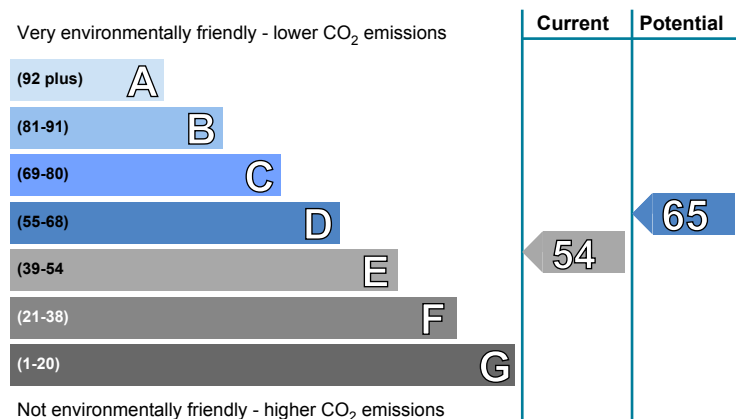 Very environmentally friendly - lower CO2 emissions
Current
Potential
(92 plus) A
(81-91) B
(69-80) C
(55-68) D
65
(39-54 E
54
(21-38) F
(1-20) G
Not environmentally friendly - higher CO2 emissions